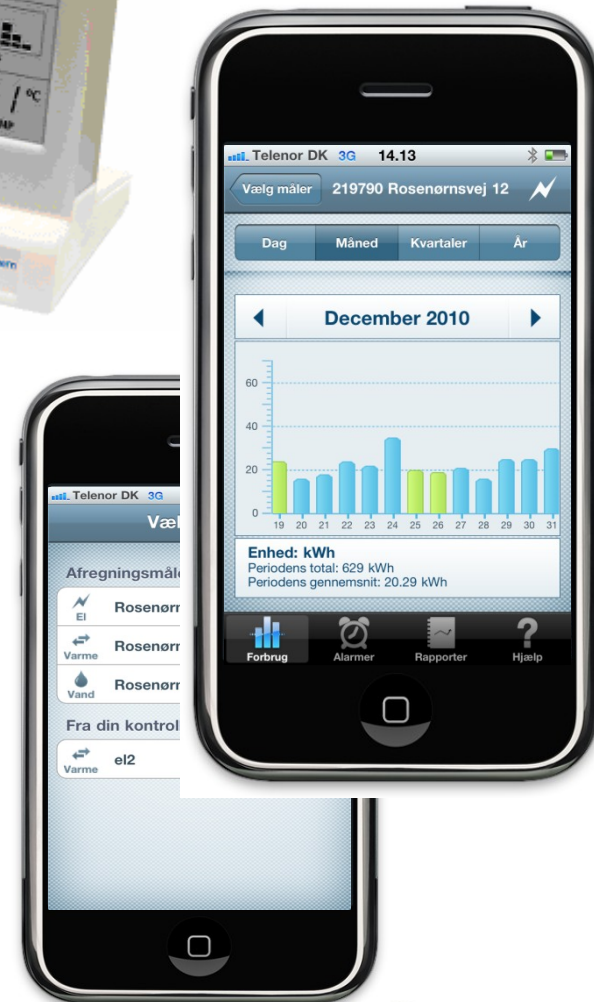 °C
Telenor DK 3G 14.13
Vælg måler 219790 Rosenørnsvej 12
Dag Måned Kvartaler År
December 2010
60
40
20
0
19 20 21 22 23 24 25 26 27 28 29 30 31
Enhed: kWh
Periodens total: 629 kWh
Periodens gennemsnit: 20.29 kWh
Forbrug Alarmer Rapporter Hjælp
Telenor DK 3G
Væl
Afregningsmåle
El Rosenørn
Varme Rosenørn
Vand Rosenørn
Fra din kontrol
Varme el2